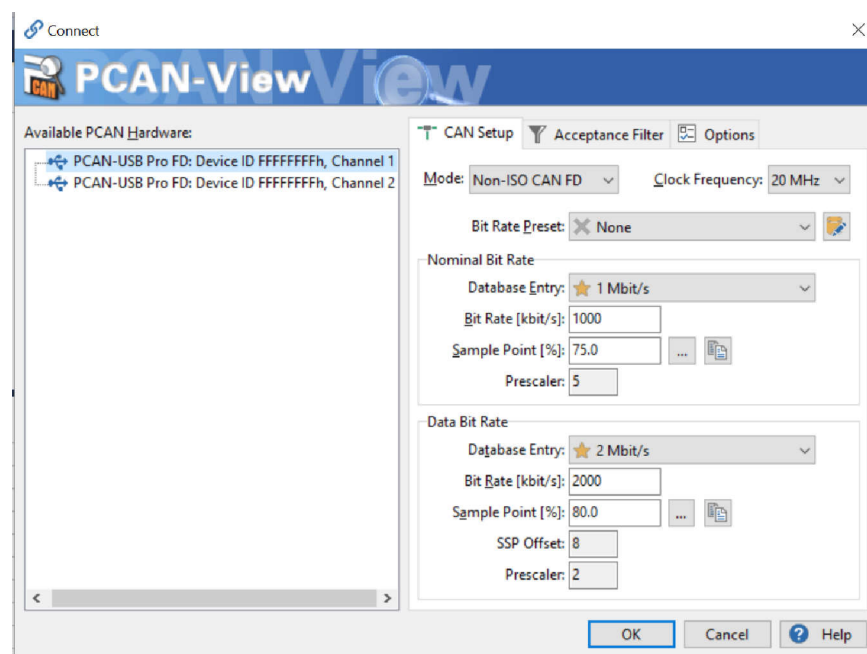 Connect
PCAN-View
Available PCAN Hardware:
PCAN-USB Pro FD: Device ID FFFFFFFFh, Channel 1
PCAN-USB Pro FD: Device ID FFFFFFFFh, Channel 2
CAN Setup
Acceptance Filter
Options
Mode: Non-ISO CAN FD
Clock Frequency: 20 MHz
Bit Rate Preset: None
Nominal Bit Rate
Database Entry: 1 Mbit/s
Bit Rate [kbit/s]: 1000
Sample Point [%]: 75.0 ...
Prescaler: 5
Data Bit Rate
Database Entry: 2 Mbit/s
Bit Rate [kbit/s]: 2000
Sample Point [%]: 80.0 ...
SSP Offset: 8
Prescaler: 2
OK
Cancel
Help